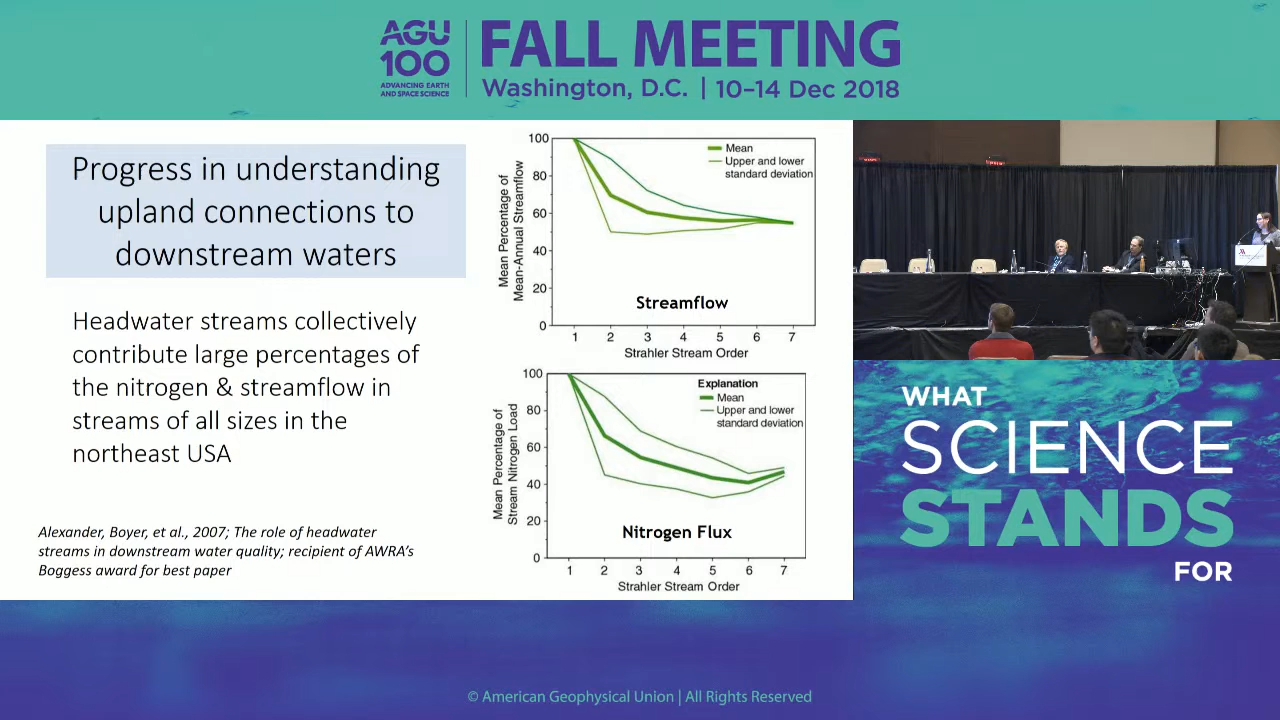 AGU
100
ADVANCING EARTH
AND SPACE SCIENCE
FALL MEETING
Washington, D.C. | 10–14 Dec 2018
Progress in understanding
upland connections to
downstream waters
Headwater streams collectively
contribute large percentages of
the nitrogen & streamflow in
streams of all sizes in the
northeast USA
Alexander, Boyer, et al., 2007; The role of headwater
streams in downstream water quality; recipient of AWRA's
Boggess award for best paper
Mean Percentage of
Mean-Annual Streamflow
100
80
60
40
20
0
Mean
Upper and lower
standard deviation
Streamflow
1 2 3 4 5 6 7
Strahler Stream Order
Mean Percentage of
Stream Nitrogen Load
100
80
60
40
20
0
Explanation
Mean
Upper and lower
standard deviation
Nitrogen Flux
1 2 3 4 5 6 7
Strahler Stream Order
WHAT
SCIENCE
STANDS
FOR
© American Geophysical Union | All Rights Reserved